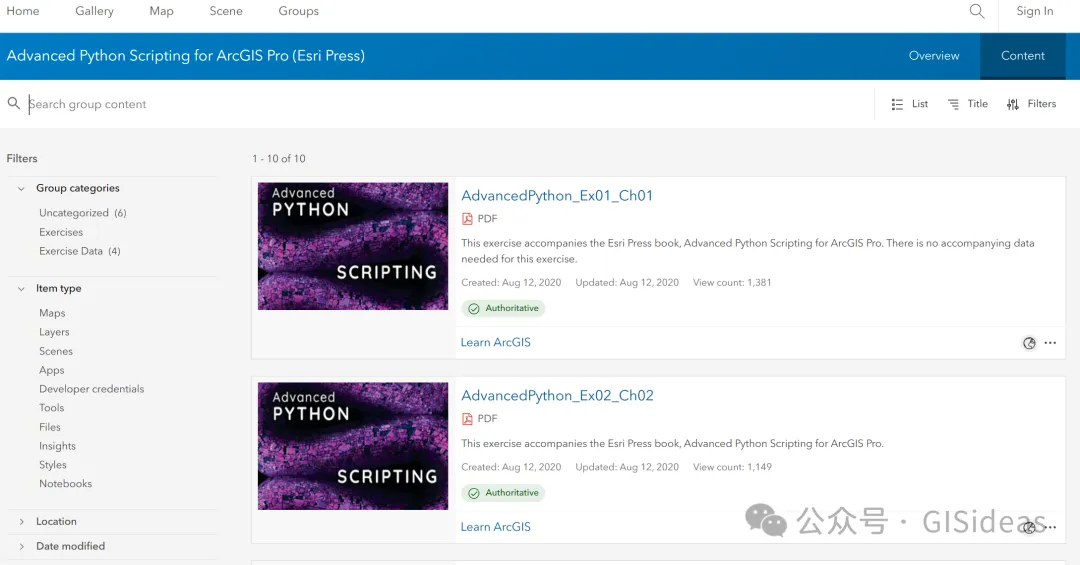 Home Gallery Map Scene Groups Sign In
Advanced Python Scripting for ArcGIS Pro (Esri Press) Overview Content
Search group content List Title Filters
Filters
Group categories
Uncategorized (6)
Exercises
Exercise Data (4)
Item type
Maps
Layers
Scenes
Apps
Developer credentials
Tools
Files
Insights
Styles
Notebooks
Location
Date modified
1 - 10 of 10
Advanced
PYTHON
SCRIPTING
AdvancedPython_Ex01_Ch01
PDF
This exercise accompanies the Esri Press book, Advanced Python Scripting for ArcGIS Pro. There is no accompanying data
needed for this exercise.
Created: Aug 12, 2020 Updated: Aug 12, 2020 View count: 1,381
Authoritative
Learn ArcGIS
Advanced
PYTHON
SCRIPTING
AdvancedPython_Ex02_Ch02
PDF
This exercise accompanies the Esri Press book, Advanced Python Scripting for ArcGIS Pro.
Created: Aug 12, 2020 Updated: Aug 12, 2020 View count: 1,149
Authoritative
Learn ArcGIS
公众号 · GISideas